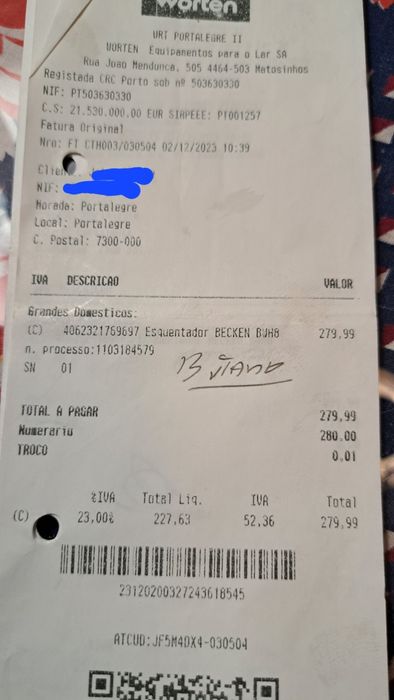 worten
WRT PORTALEGRE II
WORTEN Equipamentos para o Lar SA
Rua Joao Mendonca, 505 4464-503 Matosinhos
Registada CRC Porto sob nº 503630330
NIF: PT503630330
C.S: 21.530.000,00 EUR SIRPEEE: PT001257
Fatura Original
Nro: FT CTH003/030504 02/12/2023 10:39
NIF:
Morada: Portalegre
Local: Portalegre
C. Postal: 7300-000
IVA DESCRICAO VALOR
Grandes Domesticos:
(C) 4062321769697 Esquentador BECKEN BUHB 279,99
n. processo:1103184579
SN 01
TOTAL A PAGAR 279,99
Numerario 280.00
TROCO 0,01
%IVA Total Liq. IVA Total
(C) 23,00% 227,63 52,36 279,99
23120200327243618545
ATCUD:JF5M4DX4-030504